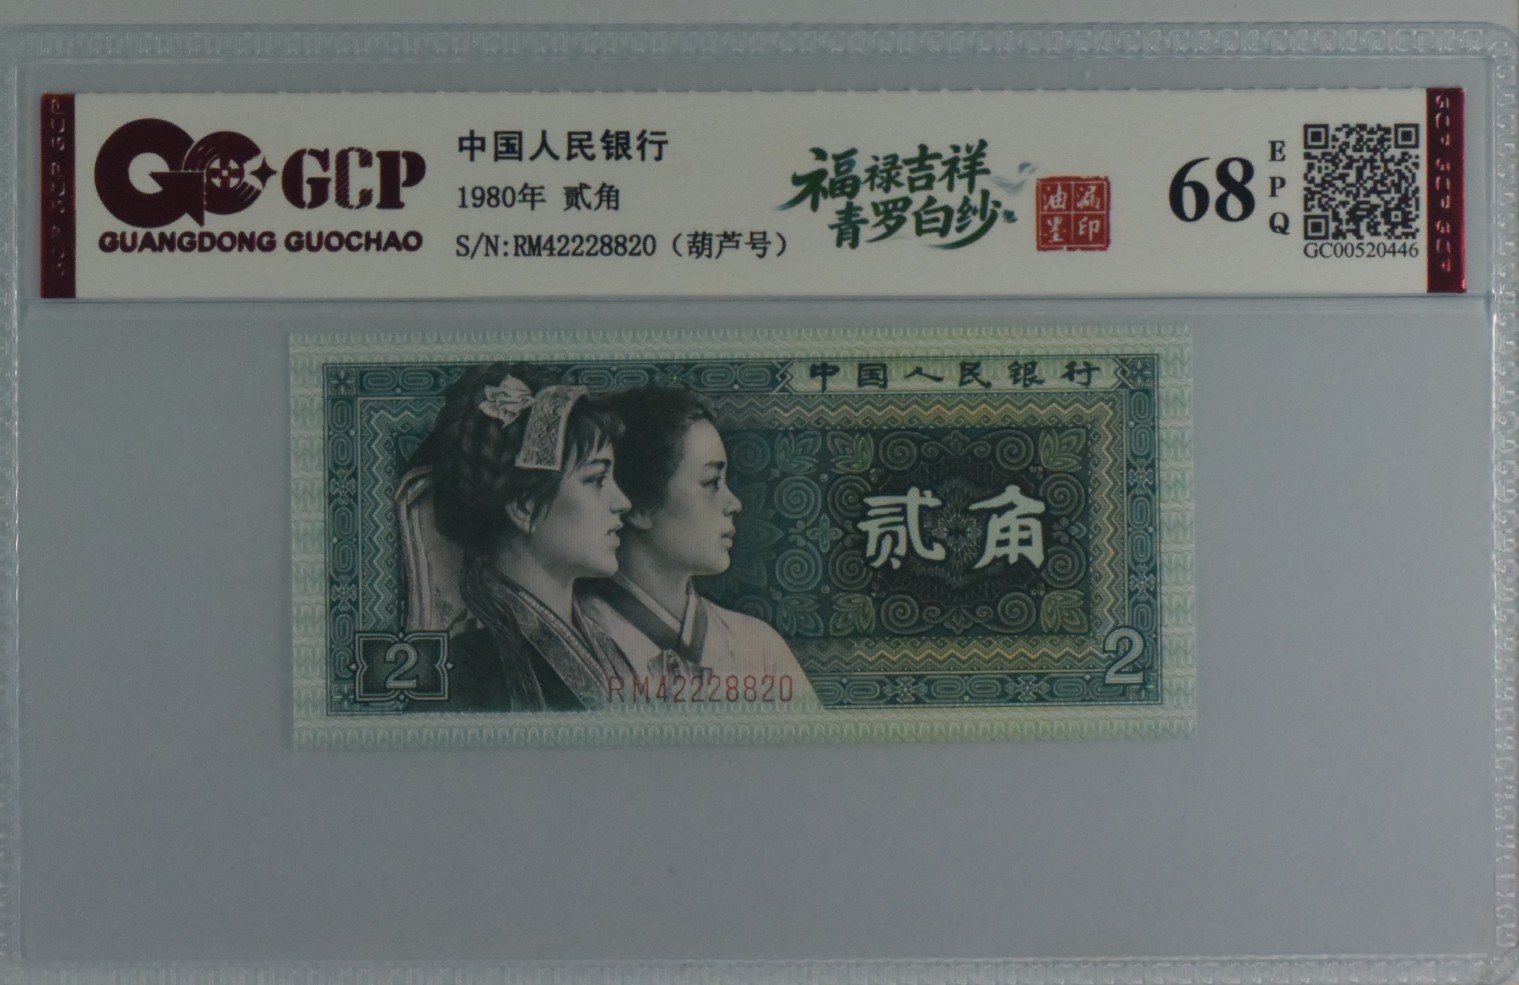 GCP
GUANGDONG GUOCHAO
中国人民银行
1980年 贰角
S/N:RM42228820（葫芦号）
福禄吉祥
青罗白纱
油漏
墨印
68
EPQ
GC00520446
中国人民银行
贰角
2
2
RM42228820